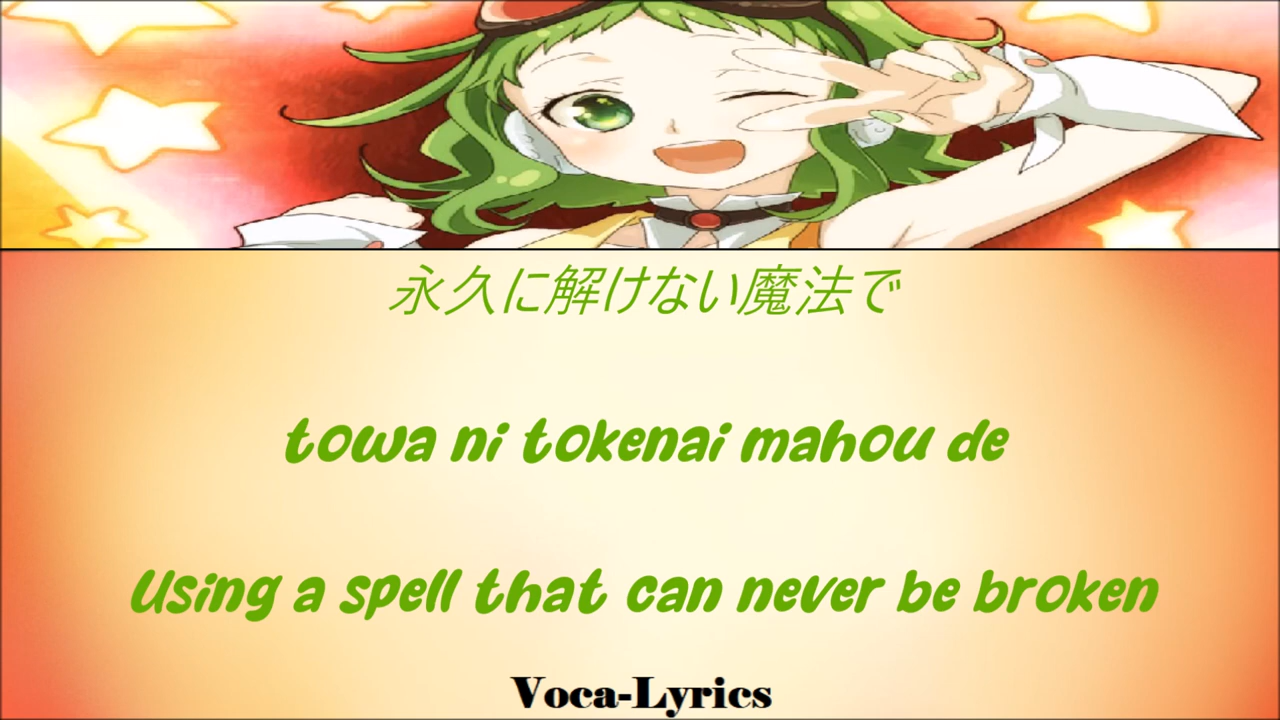 永久に解けない魔法で
towa ni tokenai mahou de
Using a spell that can never be broken
Voca-Lyrics